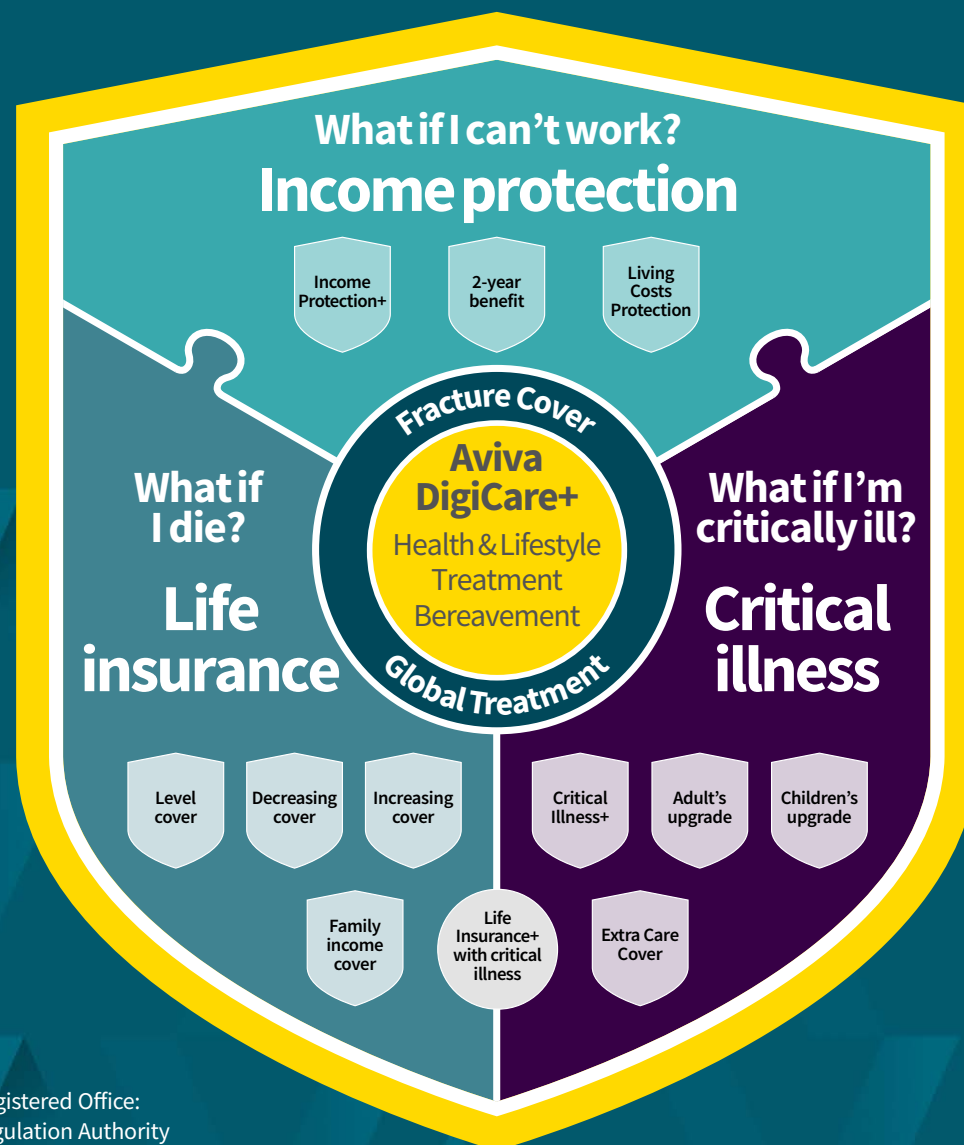 What if I can't work?
Income protection
Income
Protection+
2-year
benefit
Living
Costs
Protection
Fracture Cover
Aviva
DigiCare+
Health & Lifestyle
Treatment
Bereavement
Global Treatment
What if
I die?
Life
insurance
What if I'm
critically ill?
Critical
illness
Level
cover
Decreasing
cover
Increasing
cover
Critical
Illness+
Adult's
upgrade
Children's
upgrade
Family
income
cover
Life
Insurance+
with critical
illness
Extra Care
Cover
Office:
Authority